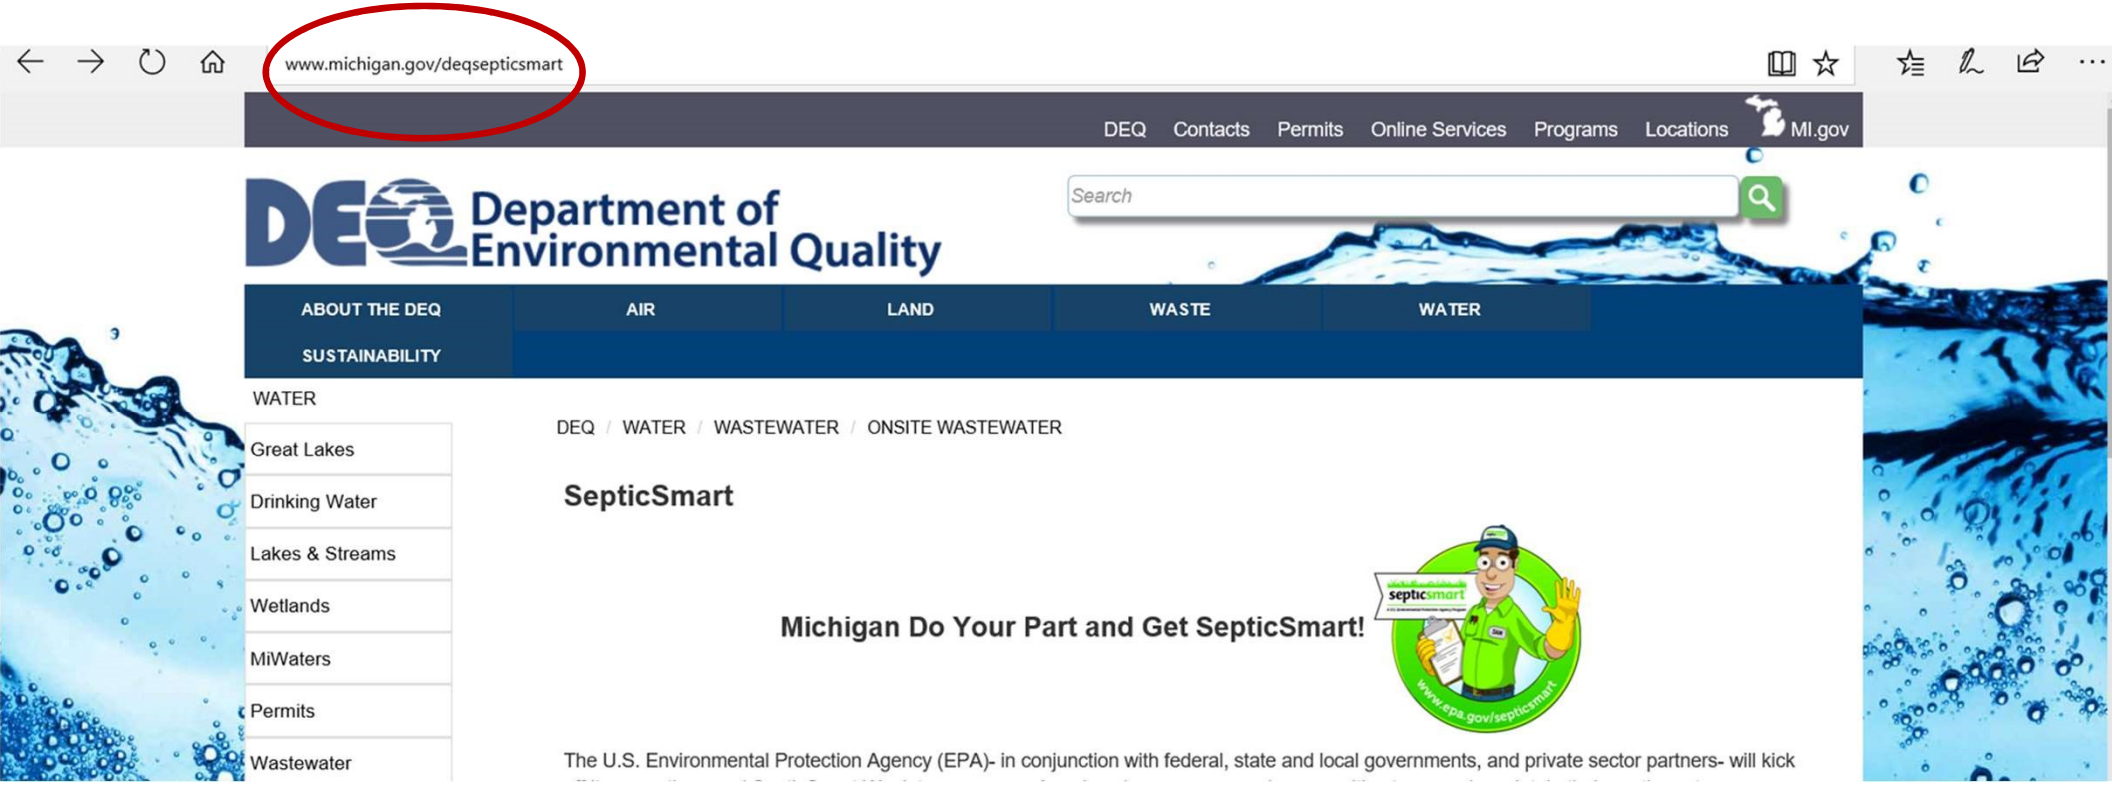 www.michigan.gov/deqsepticsmart
DEQ Contacts Permits Online Services Programs Locations MI.gov
DEQ Department of
Environmental Quality
Search
ABOUT THE DEQ AIR LAND WASTE WATER
SUSTAINABILITY
WATER
Great Lakes
Drinking Water
Lakes & Streams
Wetlands
MiWaters
Permits
Wastewater
DEQ / WATER / WASTEWATER / ONSITE WASTEWATER
SepticSmart
Michigan Do Your Part and Get SepticSmart!
septicsmart
DAN
www.epa.gov/septicsmart
The U.S. Environmental Protection Agency (EPA)- in conjunction with federal, state and local governments, and private sector partners- will kick